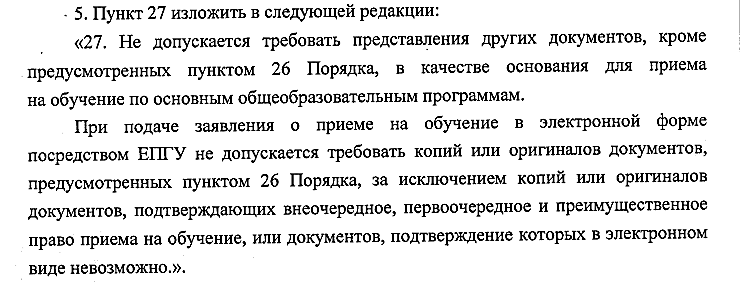 5. Пункт 27 изложить в следующей редакции:
«27. Не допускается требовать представления других документов, кроме
предусмотренных пунктом 26 Порядка, в качестве основания для приема
на обучение по основным общеобразовательным программам.
При подаче заявления о приеме на обучение в электронной форме
посредством ЕПГУ не допускается требовать копий или оригиналов документов,
предусмотренных пунктом 26 Порядка, за исключением копий или оригиналов
документов, подтверждающих внеочередное, первоочередное и преимущественное
право приема на обучение, или документов, подтверждение которых в электронном
виде невозможно.».